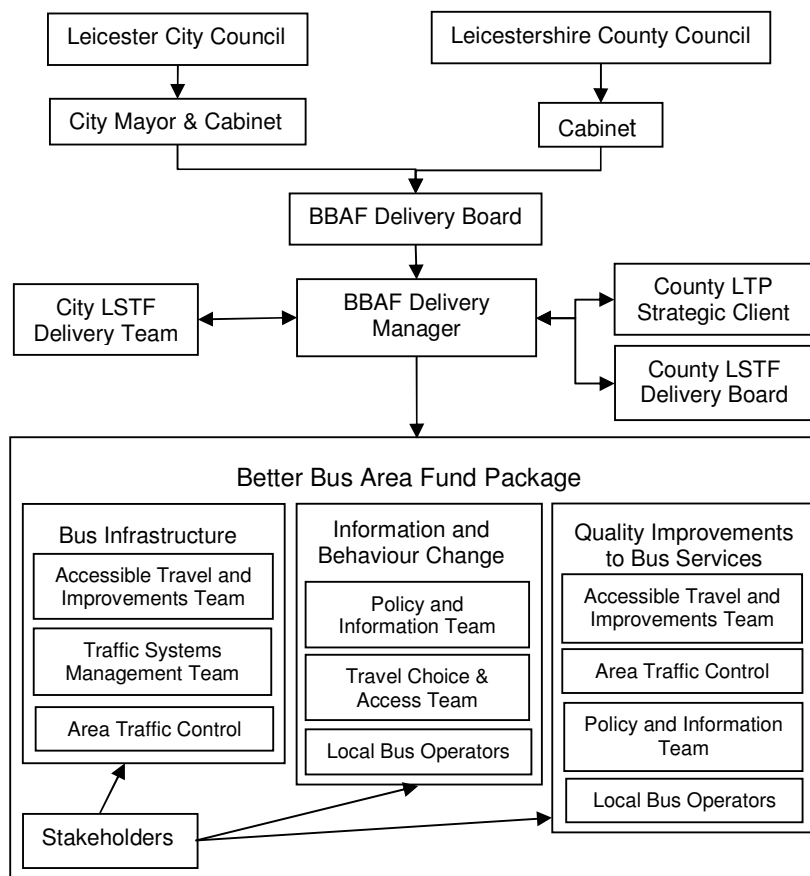 Leicester City Council
Leicestershire County Council
City Mayor & Cabinet
Cabinet
BBAF Delivery Board
City LSTF
Delivery Team
BBAF Delivery
Manager
County LTP
Strategic Client
County LSTF
Delivery Board
Better Bus Area Fund Package
Bus Infrastructure
Accessible Travel and
Improvements Team
Traffic Systems
Management Team
Area Traffic Control
Information and
Behaviour Change
Policy and
Information Team
Travel Choice &
Access Team
Local Bus Operators
Quality Improvements
to Bus Services
Accessible Travel and
Improvements Team
Area Traffic Control
Policy and Information
Team
Local Bus Operators
Stakeholders